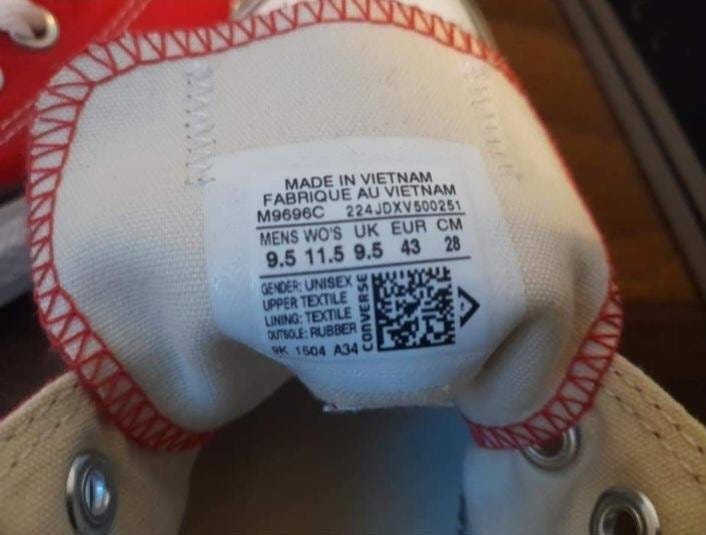 MADE IN VIETNAM
FABRIQUE AU VIETNAM
M9696C 224JDXV500251
MENS WO'S UK EUR CM
9.5 11.5 9.5 43 28
GENDER: UNISEX
UPPER TEXTILE
LINING: TEXTILE
OUTSOLE: RUBBER
9K 1504 A34
CONVERSE